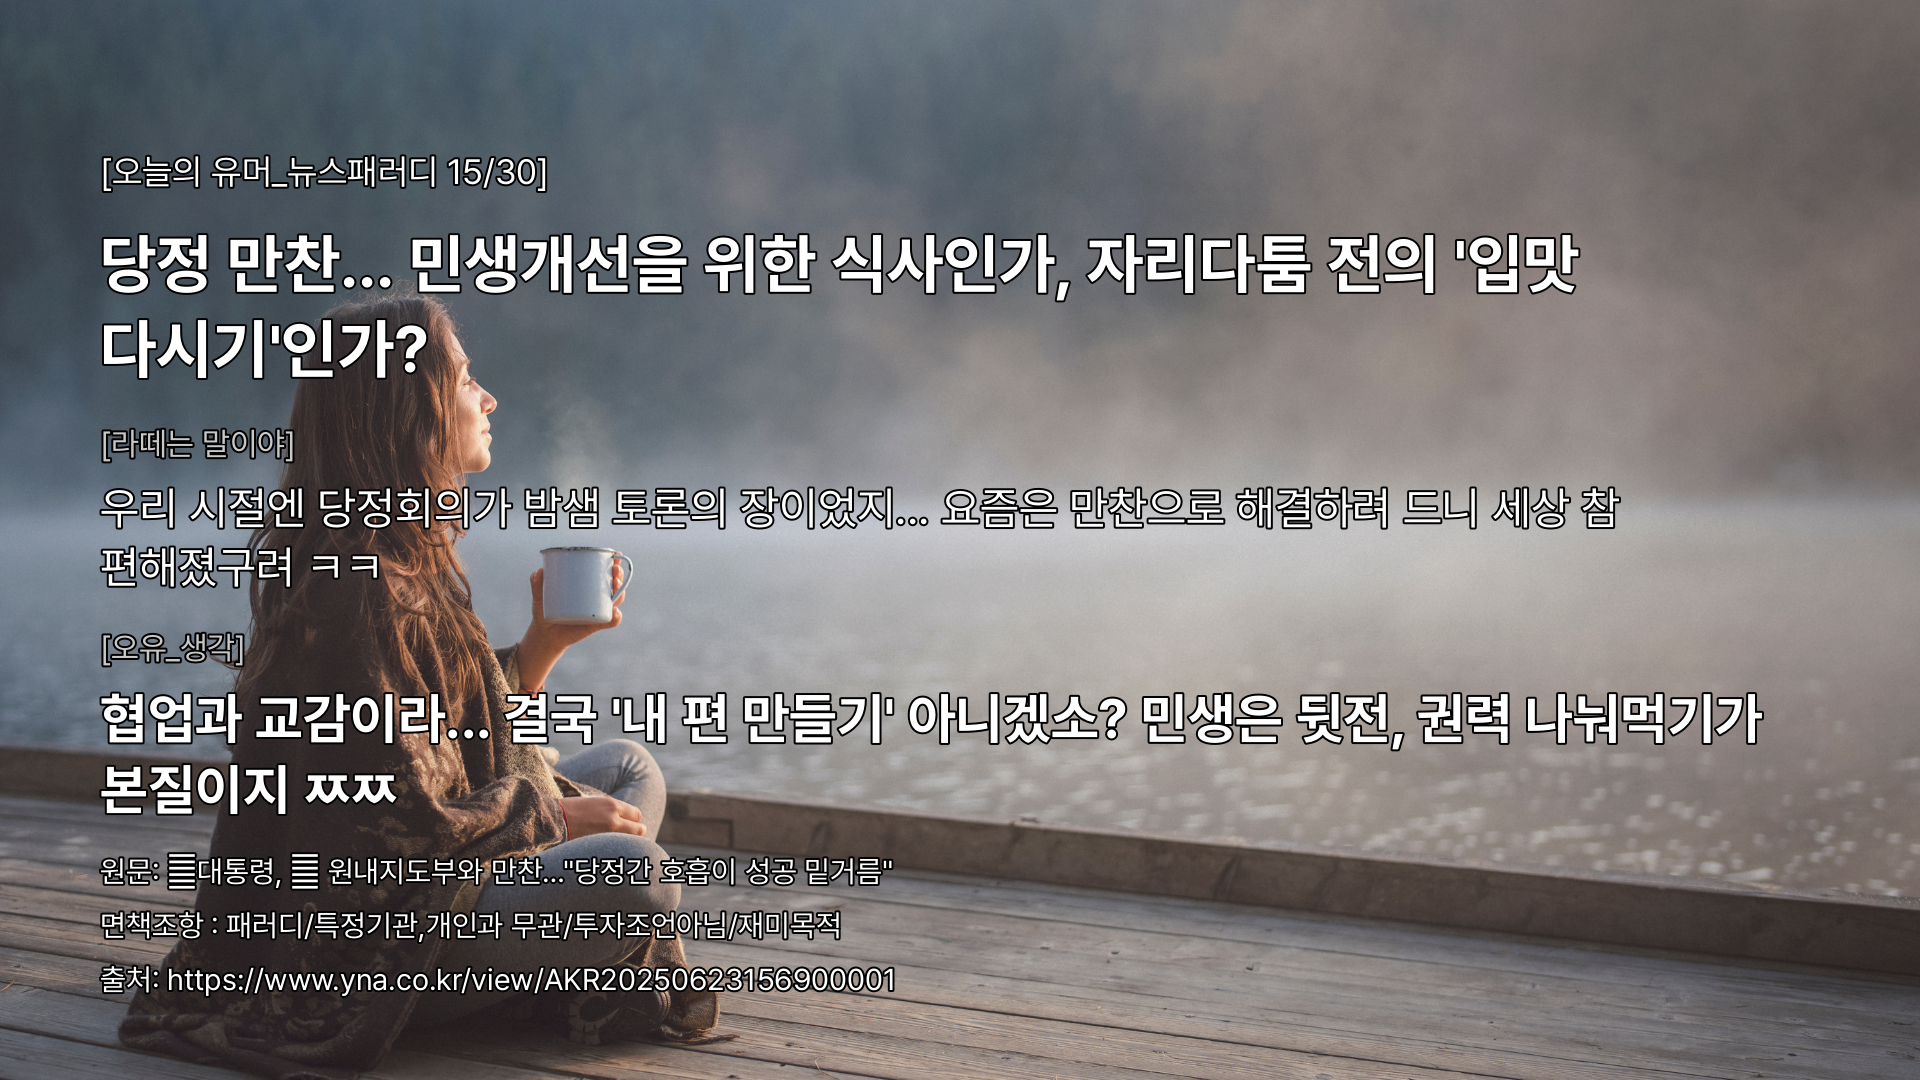 [오늘의 유머_뉴스패러디 15/30]
당정 만찬... 민생개선을 위한 식사인가, 자리다툼 전의 '입맛
다시기'인가?
[라떼는 말이야]
우리 시절엔 당정회의가 밤샘 토론의 장이었지... 요즘은 만찬으로 해결하려 드니 세상 참
편해졌구려 ㅋㅋ
[오유_생각]
협업과 교감이라... 결국 '내 편 만들기' 아니겠소? 민생은 뒷전, 권력 나눠먹기가
본질이지 ㅉㅉ
원문: 대통령, 원내지도부와 만찬..."당정간 호흡이 성공 밑거름"
면책조항 : 패러디/특정기관,개인과 무관/투자조언아님/재미목적
출처: https://www.yna.co.kr/view/AKR20250623156900001